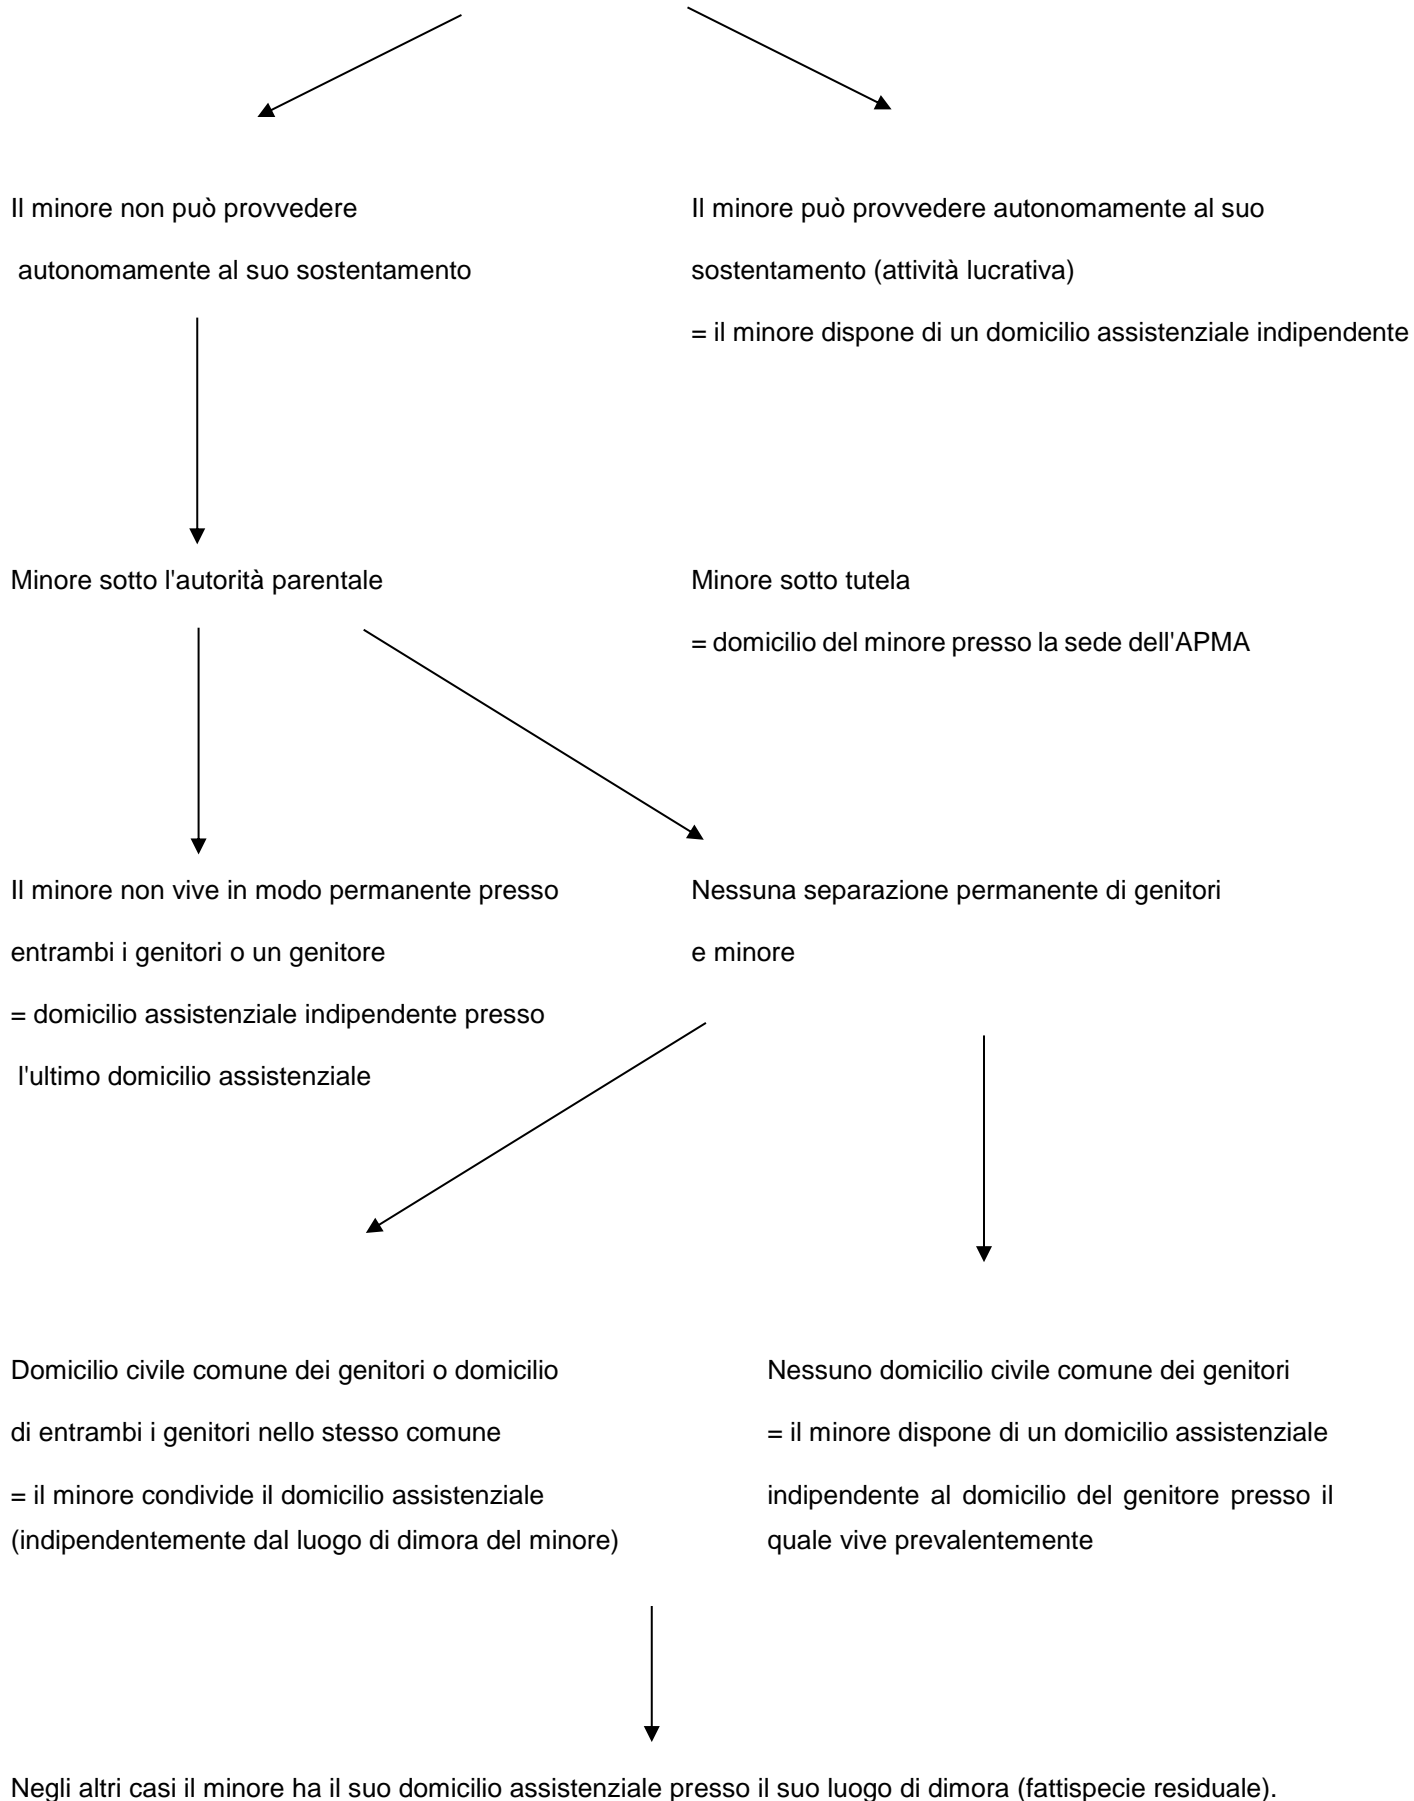 Il minore non può provvedere
autonomamente al suo sostentamento
Il minore può provvedere autonomamente al suo
sostentamento (attività lucrativa)
= il minore dispone di un domicilio assistenziale indipendente
Minore sotto l'autorità parentale
Minore sotto tutela
= domicilio del minore presso la sede dell'APMA
Il minore non vive in modo permanente presso
entrambi i genitori o un genitore
= domicilio assistenziale indipendente presso
l'ultimo domicilio assistenziale
Nessuna separazione permanente di genitori
e minore
Domicilio civile comune dei genitori o domicilio
di entrambi i genitori nello stesso comune
= il minore condivide il domicilio assistenziale
(indipendentemente dal luogo di dimora del minore)
Nessuno domicilio civile comune dei genitori
= il minore dispone di un domicilio assistenziale
indipendente al domicilio del genitore presso il
quale vive prevalentemente
Negli altri casi il minore ha il suo domicilio assistenziale presso il suo luogo di dimora (fattispecie residuale).